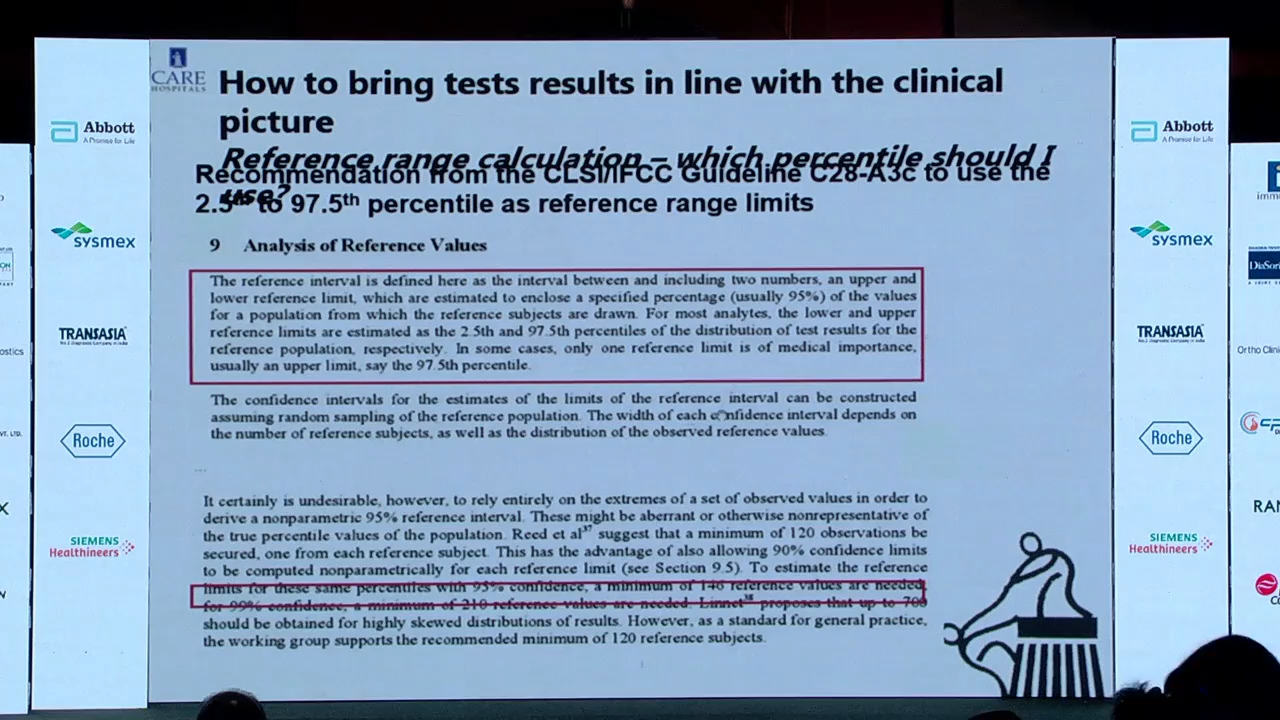 CARE
HOSPITALS
How to bring tests results in line with the clinical
picture
Reference range calculation – which percentile should I
use?
Recommendation from the CLSI/IFCC Guideline C28-A3c to use the
2.5th to 97.5th percentile as reference range limits
9 Analysis of Reference Values
The reference interval is defined here as the interval between and including two numbers, an upper and
lower reference limit, which are estimated to enclose a specified percentage (usually 95%) of the values
for a population from which the reference subjects are drawn. For most analytes, the lower and upper
reference limits are estimated as the 2.5th and 97.5th percentiles of the distribution of test results for the
reference population, respectively. In some cases, only one reference limit is of medical importance,
usually an upper limit, say the 97.5th percentile.
The confidence intervals for the estimates of the limits of the reference interval can be constructed
assuming random sampling of the reference population. The width of each confidence interval depends on
the number of reference subjects, as well as the distribution of the observed reference values.
...
It certainly is undesirable, however, to rely entirely on the extremes of a set of observed values in order to
derive a nonparametric 95% reference interval. These might be aberrant or otherwise nonrepresentative of
the true percentile values of the population. Reed et al37 suggest that a minimum of 120 observations be
secured, one from each reference subject. This has the advantage of also allowing 90% confidence limits
to be computed nonparametrically for each reference limit (see Section 9.5). To estimate the reference
limits for these same percentiles with 95% confidence, a minimum of 146 reference values are needed;
for 99% confidence, a minimum of 210 reference values are needed. Linnet38 proposes that up to 700
should be obtained for highly skewed distributions of results. However, as a standard for general practice,
the working group supports the recommended minimum of 120 reference subjects.
Abbott
A Promise for Life
sysmex
TRANSASIA
Roche
SIEMENS
Healthineers
Abbott
A Promise for Life
sysmex
TRANSASIA
Roche
SIEMENS
Healthineers
ostics
VT. LTD.
imm
DiaSori
Ortho Clini
RAN